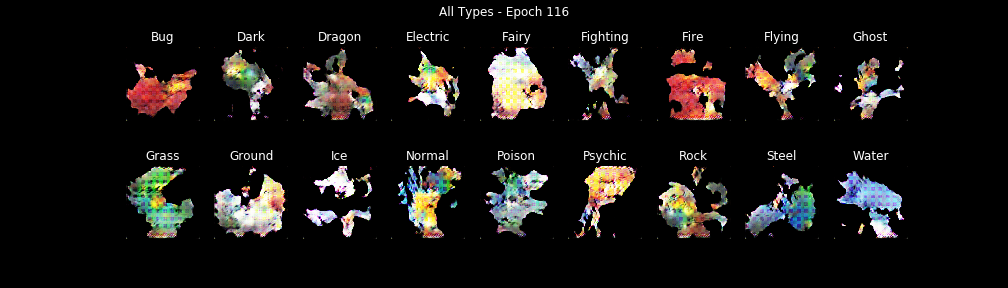 All Types - Epoch 116
Bug Dark Dragon Electric Fairy Fighting Fire Flying Ghost
Grass Ground Ice Normal Poison Psychic Rock Steel Water